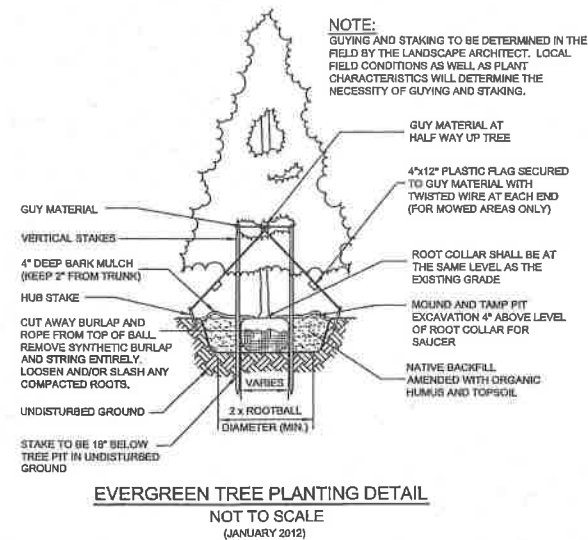 NOTE:
GUYING AND STAKING TO BE DETERMINED IN THE
FIELD BY THE LANDSCAPE ARCHITECT. LOCAL
FIELD CONDITIONS AS WELL AS PLANT
CHARACTERISTICS WILL DETERMINE THE
NECESSITY OF GUYING AND STAKING.
GUY MATERIAL AT
HALF WAY UP TREE
4"x12" PLASTIC FLAG SECURED
TO GUY MATERIAL WITH
TWISTED WIRE AT EACH END
(FOR MOWED AREAS ONLY)
GUY MATERIAL
VERTICAL STAKES
4" DEEP BARK MULCH
(KEEP 2" FROM TRUNK)
HUB STAKE
CUT AWAY BURLAP AND
ROPE FROM TOP OF BALL.
REMOVE SYNTHETIC BURLAP
AND STRING ENTIRELY.
LOOSEN AND/OR SLASH ANY
COMPACTED ROOTS.
UNDISTURBED GROUND
STAKE TO BE 18" BELOW
TREE PIT IN UNDISTURBED
GROUND
ROOT COLLAR SHALL BE AT
THE SAME LEVEL AS THE
EXISTING GRADE
MOUND AND TAMP PIT
EXCAVATION 4" ABOVE LEVEL
OF ROOT COLLAR FOR
SAUCER
NATIVE BACKFILL
AMENDED WITH ORGANIC
HUMUS AND TOPSOIL
VARIES
2 x ROOTBALL
DIAMETER (MIN.)
EVERGREEN TREE PLANTING DETAIL
NOT TO SCALE
(JANUARY 2012)